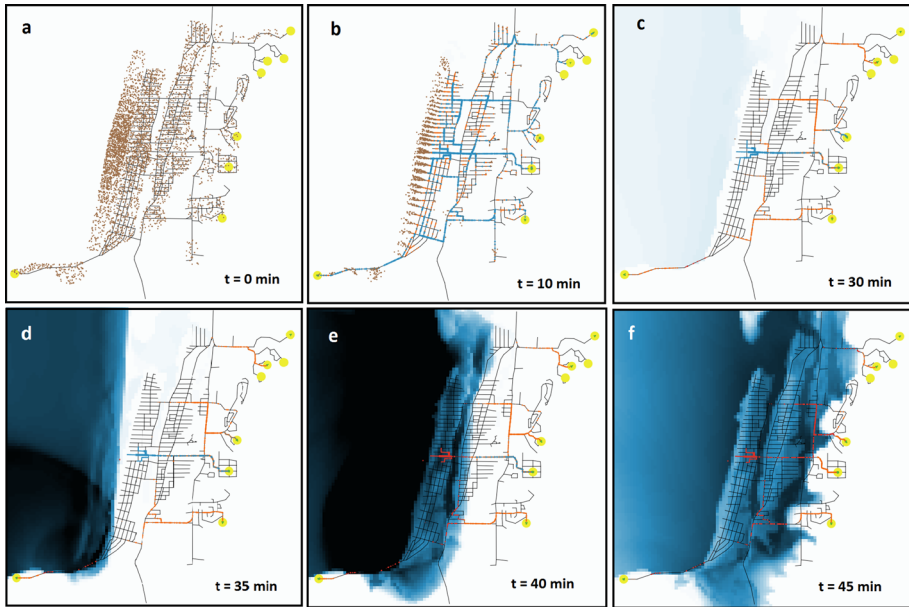 a
t = 0 min
b
t = 10 min
c
t = 30 min
d
t = 35 min
e
t = 40 min
f
t = 45 min